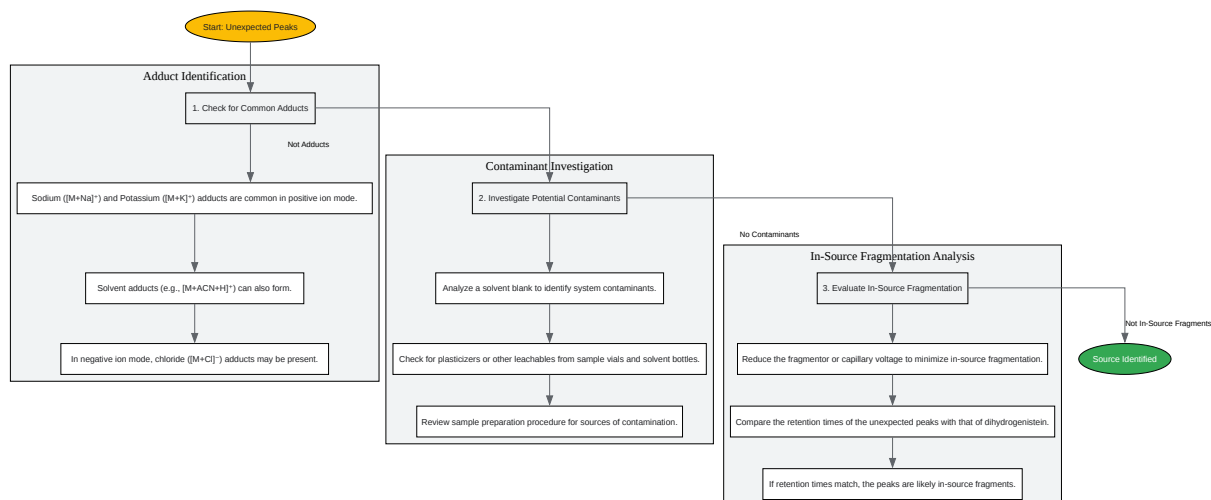 Start: Unexpected Peaks
Adduct Identification
1. Check for Common Adducts
Not Adducts
Sodium ([M+Na]⁺) and Potassium ([M+K]⁺) adducts are common in positive ion mode.
Solvent adducts (e.g., [M+ACN+H]⁺) can also form.
In negative ion mode, chloride ([M+Cl]⁻) adducts may be present.
Contaminant Investigation
2. Investigate Potential Contaminants
No Contaminants
Analyze a solvent blank to identify system contaminants.
Check for plasticizers or other leachables from sample vials and solvent bottles.
Review sample preparation procedure for sources of contamination.
In-Source Fragmentation Analysis
3. Evaluate In-Source Fragmentation
Not In-Source Fragments
Reduce the fragmentor or capillary voltage to minimize in-source fragmentation.
Compare the retention times of the unexpected peaks with that of dihydrogenistein.
If retention times match, the peaks are likely in-source fragments.
Source Identified